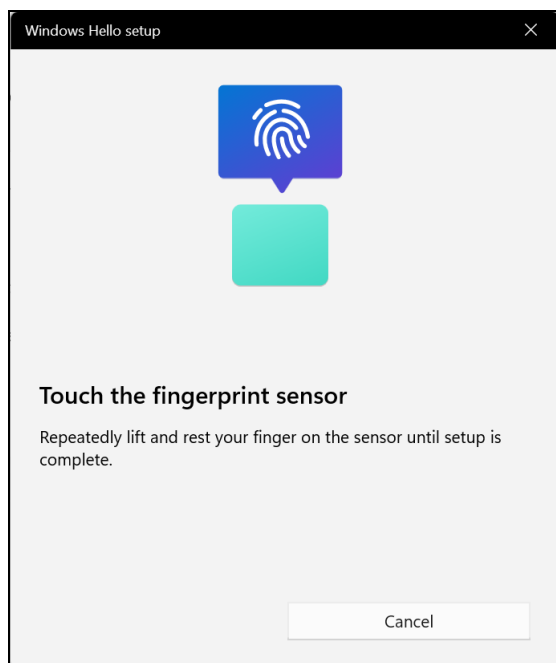 Windows Hello setup
Touch the fingerprint sensor
Repeatedly lift and rest your finger on the sensor until setup is
complete.
Cancel